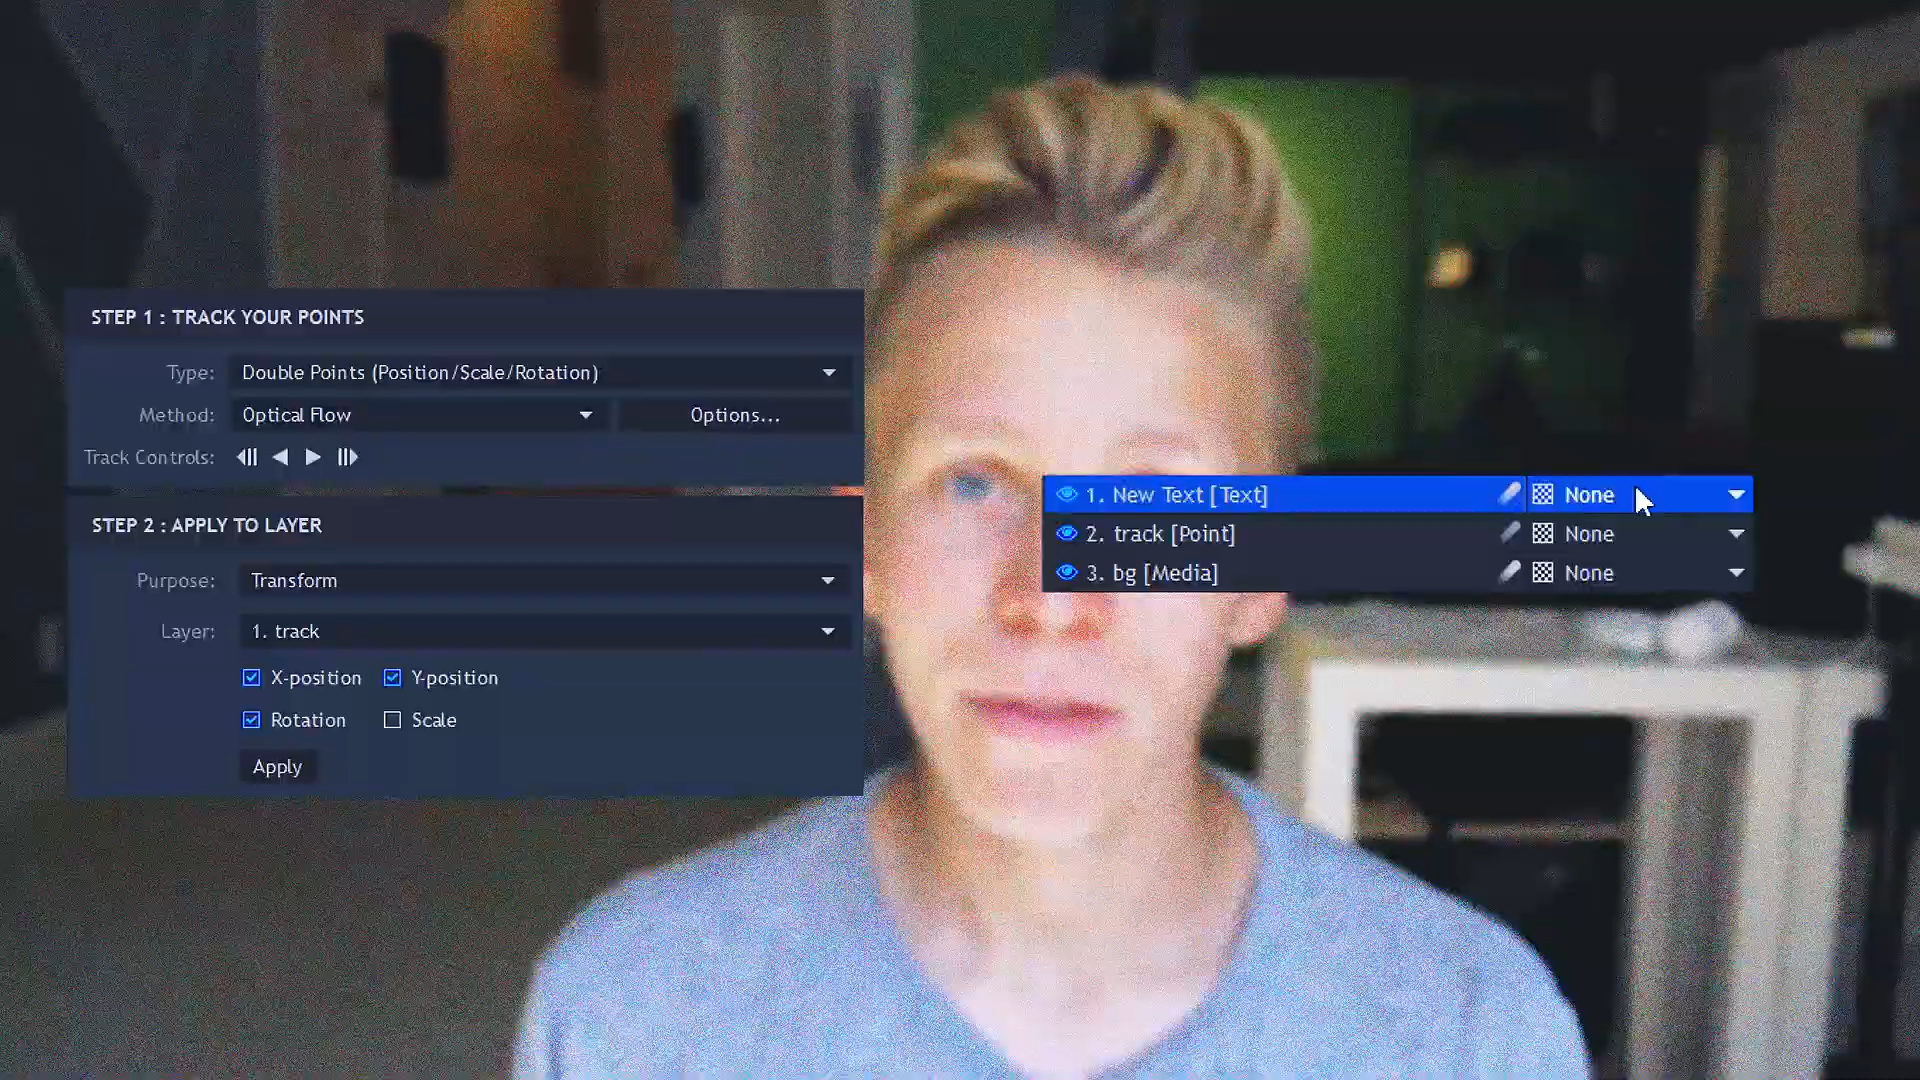 STEP 1 : TRACK YOUR POINTS
Type: Double Points (Position/Scale/Rotation)
Method: Optical Flow Options...
Track Controls:
STEP 2 : APPLY TO LAYER
Purpose: Transform
Layer: 1. track
X-position Y-position
Rotation Scale
Apply
1. New Text [Text] None
2. track [Point] None
3. bg [Media] None